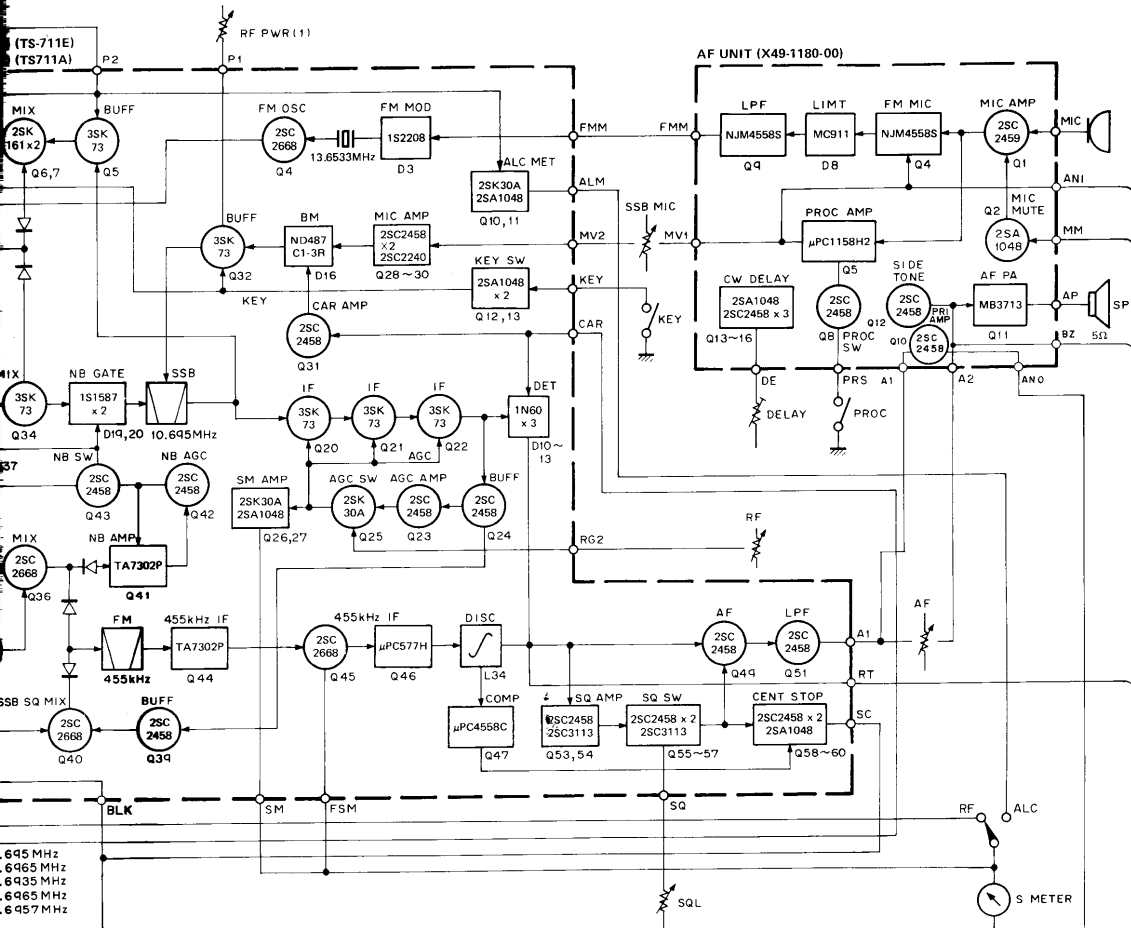 RF PWR(1)
(TS-711E)
(TS711A)
P2
P1
AF UNIT (X49-1180-00)
MIX
2SK
161x2
Q6,7
BUFF
3SK
73
Q5
FM OSC
2SC
2668
Q4
13.6533MHz
FM MOD
1S2208
D3
FMM
FMM
LPF
NJM4558S
Q9
LIMT
MC911
D8
FM MIC
NJM4558S
Q4
MIC AMP
2SC
2459
Q1
MIC
ALC MET
2SK30A
2SA1048
Q10,11
ALM
ANI
Q2
MIC
MUTE
2SA
1048
MM
BUFF
3SK
73
Q32
BM
ND487
C1-3R
D16
MIC AMP
2SC2458
x2
2SC2240
Q28~30
MV2
SSB MIC
MV1
PROC AMP
μPC1158H2
Q5
KEY
KEY SW
2SA1048
x 2
Q12,13
KEY
KEY
CW DELAY
2SA1048
2SC2458 x 3
Q13~16
2SC
2458
Q8
PROC
SW
SIDE
TONE
2SC
2458
Q12
PRI
AMP
2SC
2458
Q10
AF PA
MB3713
Q11
AP
SP
5Ω
BZ
CAR AMP
2SC
2458
Q31
CAR
DE
PRS
A1
A2
ANO
DELAY
PROC
3SK
73
Q34
NB GATE
1S1587
x 2
D19,20
SSB
10.695MHz
IF
3SK
73
Q20
IF
3SK
73
Q21
IF
3SK
73
Q22
AGC
DET
1N60
x 3
D10~
13
37
NB SW
2SC
2458
Q43
NB AGC
2SC
2458
Q42
SM AMP
2SK30A
2SA1048
Q26,27
AGC SW
2SK
30A
Q25
AGC AMP
2SC
2458
Q23
BUFF
2SC
2458
Q24
RG2
RF
MIX
2SC
2668
Q36
NB AMP
TA7302P
Q41
FM
455kHz
455kHz IF
TA7302P
Q44
2SC
2668
Q45
455kHz IF
μPC577H
Q46
DISC
L34
AF
2SC
2458
Q49
LPF
2SC
2458
Q51
A1
AF
RT
SSB SQ MIX
2SC
2668
Q40
BUFF
2SC
2458
Q39
COMP
μPC4558C
Q47
SQ AMP
2SC2458
2SC3113
Q53,54
SQ SW
2SC2458 x 2
2SC3113
Q55~57
CENT STOP
2SC2458 x 2
2SA1048
Q58~60
SC
BLK
SM
FSM
SQ
RF
ALC
.695MHz
.6965MHz
.6935MHz
.6965MHz
.6957MHz
SQL
S METER